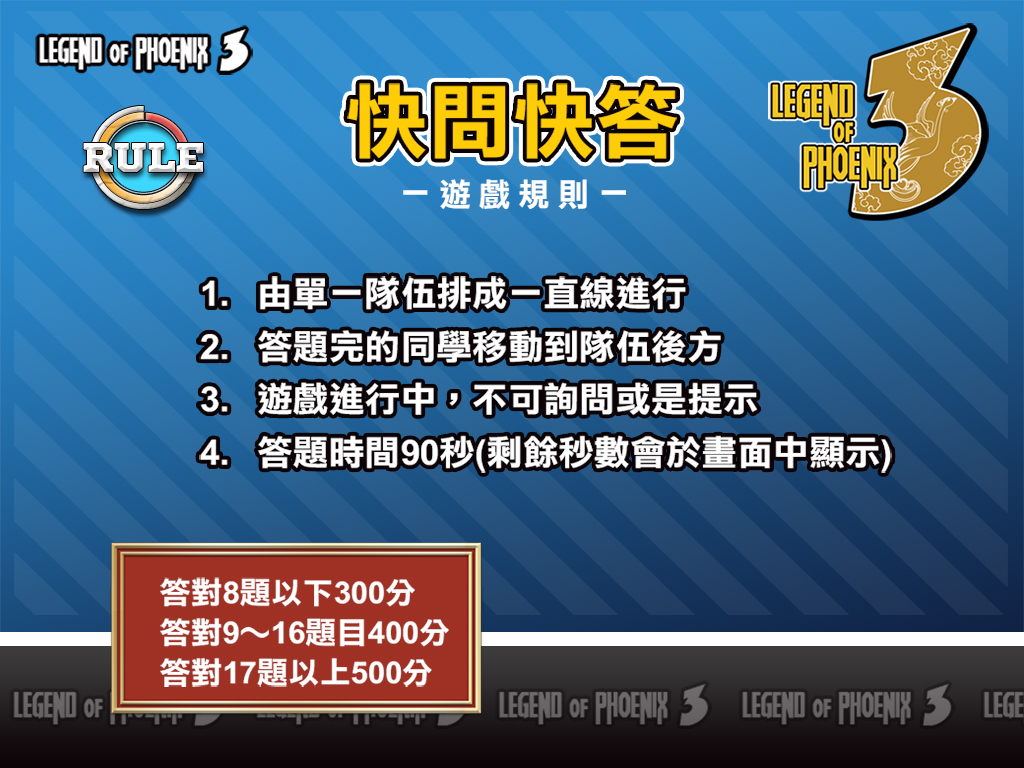 LEGEND OF PHOENIX 3
RULE
快問快答
－遊戲規則－
LEGEND
OF
PHOENIX
3
1. 由單一隊伍排成一直線進行
2. 答題完的同學移動到隊伍後方
3. 遊戲進行中，不可詢問或是提示
4. 答題時間90秒(剩餘秒數會於畫面中顯示)
答對8題以下300分
答對9～16題目400分
答對17題以上500分
LEGEND OF PHOENIX 3
LEGEND OF PHOENIX 3
LEGEND OF PHOENIX 3
LEGE